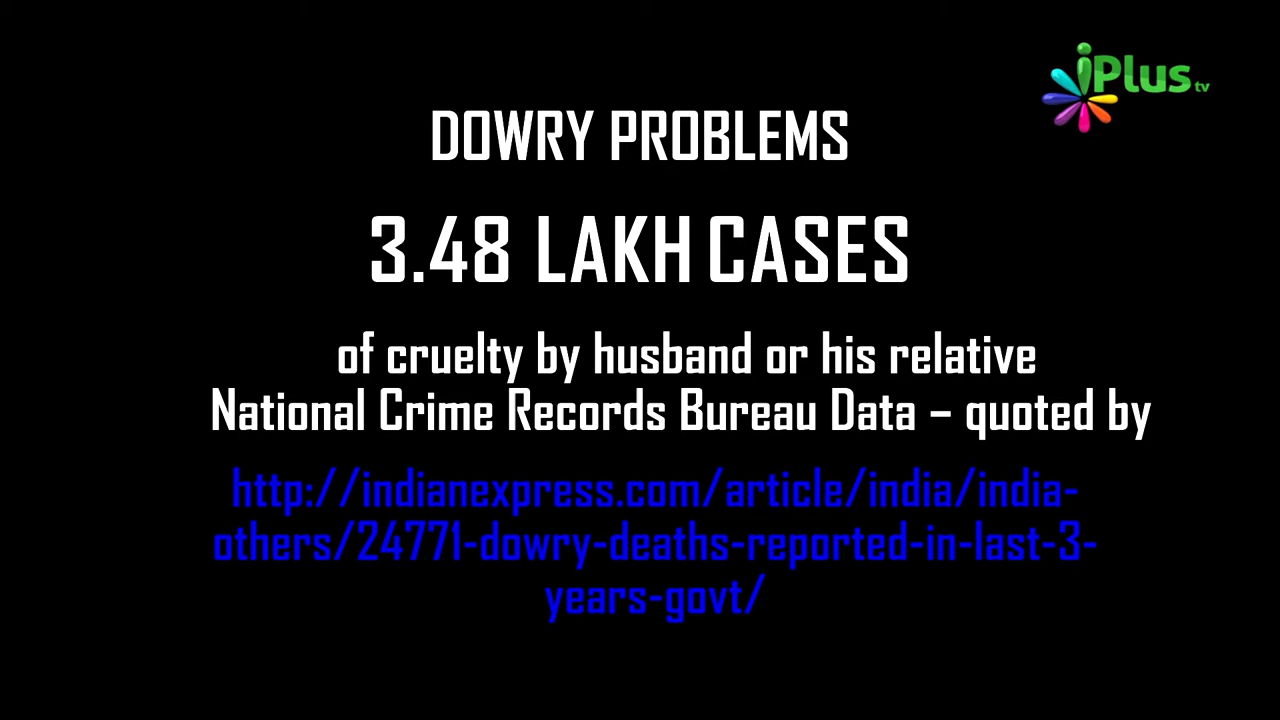 iPlus tv
DOWRY PROBLEMS
3.48 LAKH CASES
of cruelty by husband or his relative
National Crime Records Bureau Data – quoted by
http://indianexpress.com/article/india/india-
others/24771-dowry-deaths-reported-in-last-3-
years-govt/